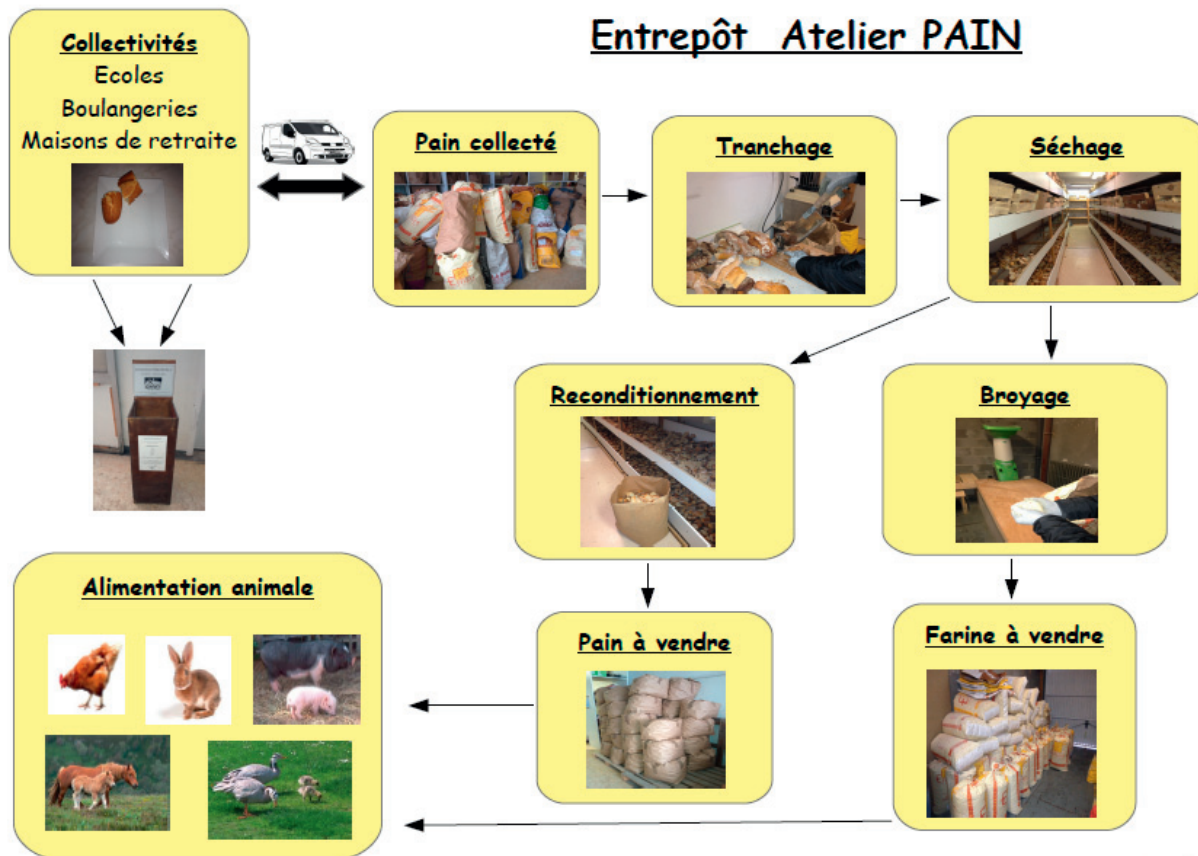 Entrepôt Atelier PAIN
Collectivités
Ecoles
Boulangeries
Maisons de retraite
Pain collecté
Tranchage
Séchage
Reconditionnement
Broyage
Alimentation animale
Pain à vendre
Farine à vendre